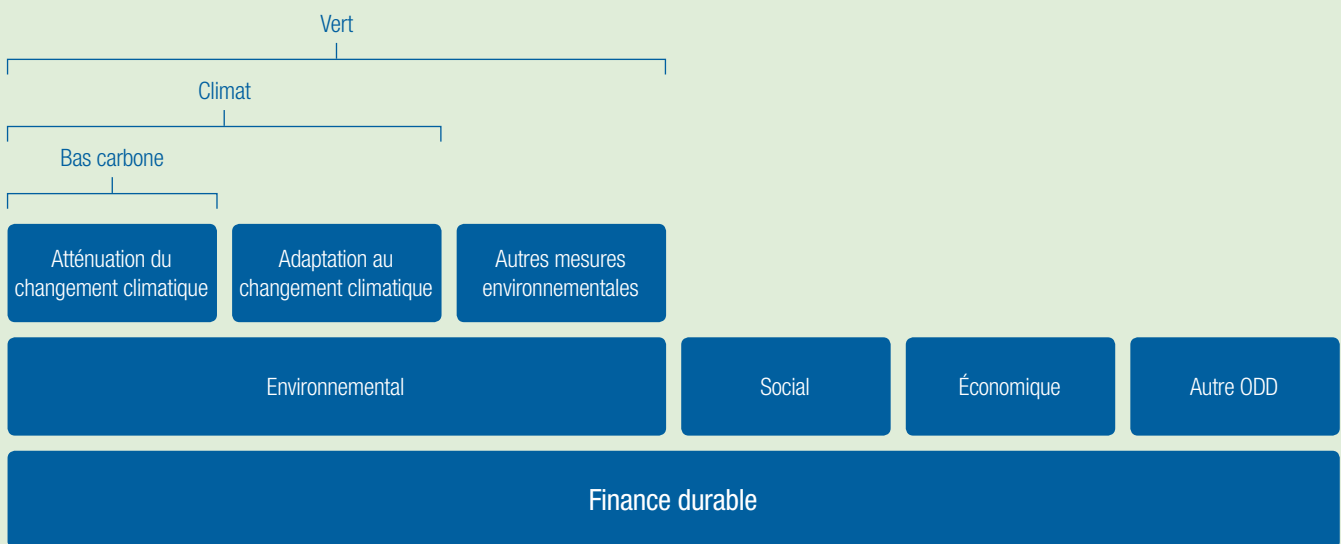 Vert
Climat
Bas carbone
Atténuation du
changement climatique
Adaptation au
changement climatique
Autres mesures
environnementales
Environnemental
Social
Économique
Autre ODD
Finance durable